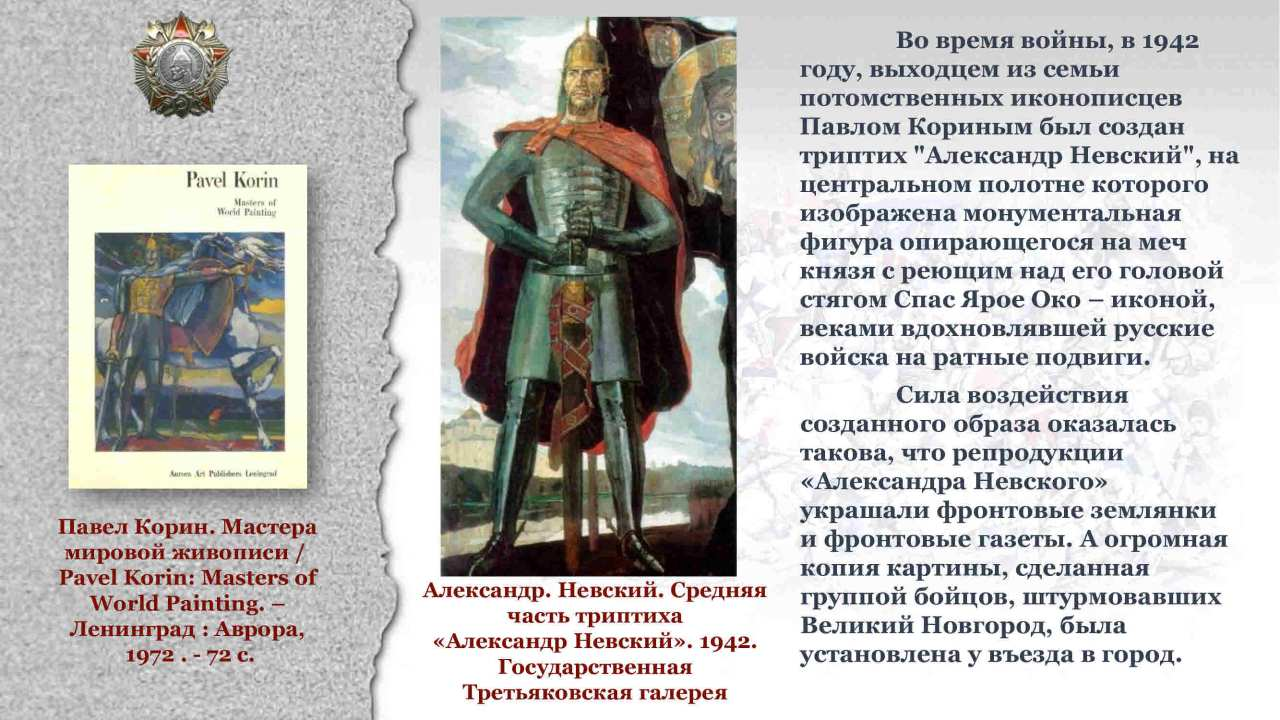 Pavel Korin
Masters of
World Painting
Aurora Art Publishers Leningrad
Павел Корин. Мастера
мировой живописи /
Pavel Korin: Masters of
World Painting. –
Ленинград : Аврора,
1972 . - 72 с.
Александр. Невский. Средняя
часть триптиха
«Александр Невский». 1942.
Государственная
Третьяковская галерея
Во время войны, в 1942
году, выходцем из семьи
потомственных иконописцев
Павлом Кориным был создан
триптих "Александр Невский", на
центральном полотне которого
изображена монументальная
фигура опирающегося на меч
князя с реющим над его головой
стягом Спас Ярое Око – иконой,
веками вдохновлявшей русские
войска на ратные подвиги.
Сила воздействия
созданного образа оказалась
такова, что репродукции
«Александра Невского»
украшали фронтовые землянки
и фронтовые газеты. А огромная
копия картины, сделанная
группой бойцов, штурмовавших
Великий Новгород, была
установлена у въезда в город.